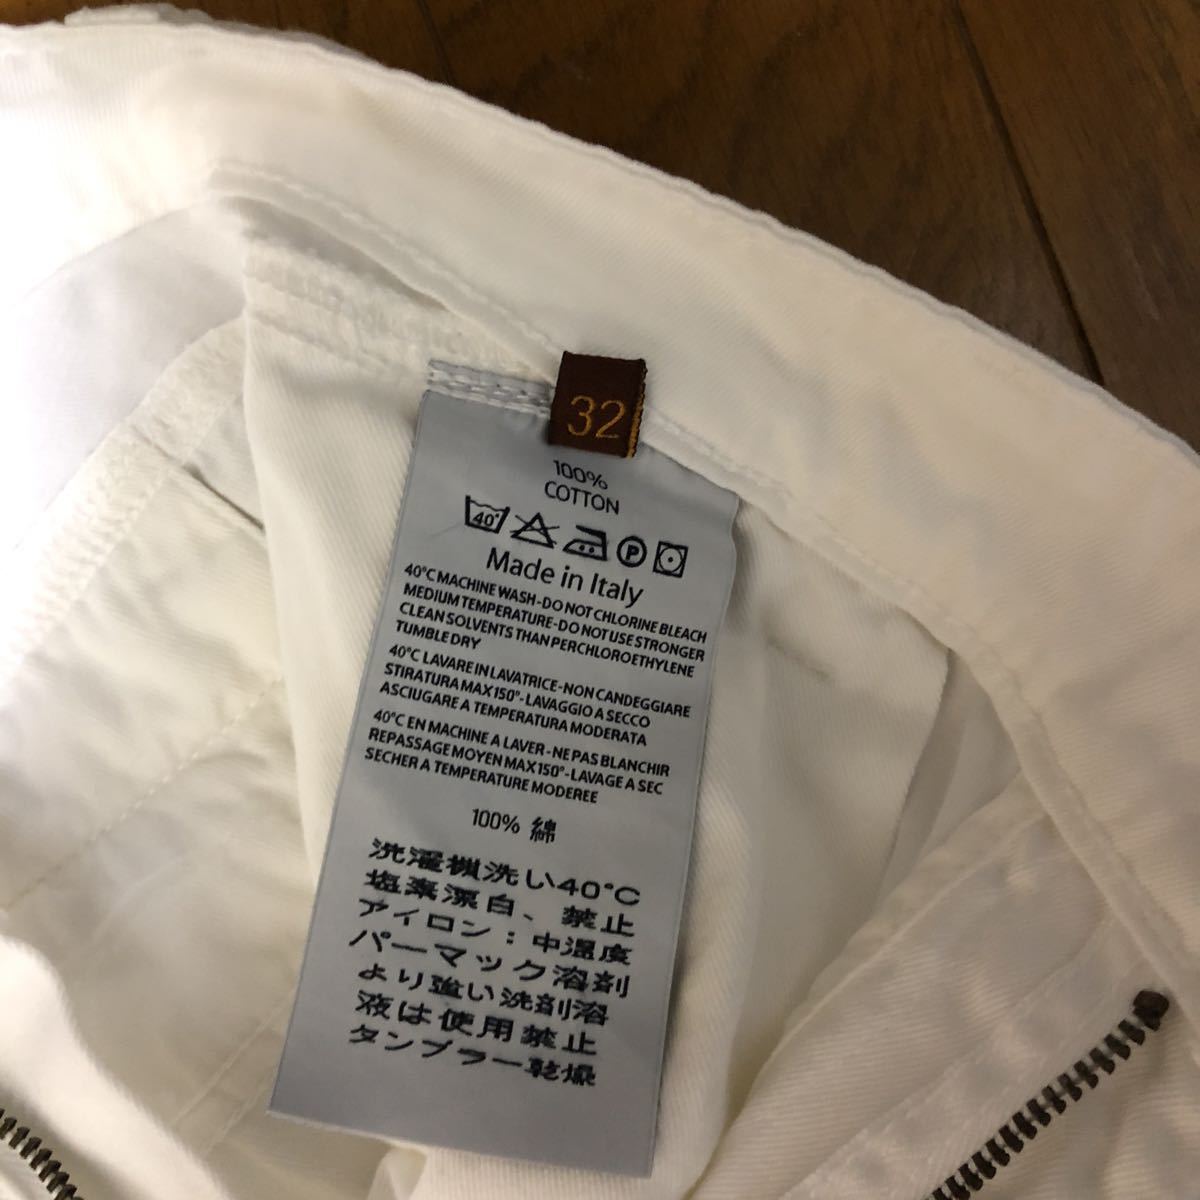 32
100%
COTTON
40°
P
Made in Italy
40°C MACHINE WASH-DO NOT CHLORINE BLEACH
MEDIUM TEMPERATURE-DO NOT USE STRONGER
CLEAN SOLVENTS THAN PERCHLOROETHYLENE
TUMBLE DRY
40°C LAVARE IN LAVATRICE-NON CANDEGGIARE
STIRATURA MAX 150°-LAVAGGIO A SECCO
ASCIUGARE A TEMPERATURA MODERATA
40°C EN MACHINE A LAVER-NE PAS BLANCHIR
REPASSAGE MOYEN MAX 150°-LAVAGE A SEC
SECHER A TEMPERATURE MODEREE
100% 綿
洗濯機洗い40°C
塩素漂白、禁止
アイロン：中温度
パーマック溶剤
より強い洗剤溶
液は使用禁止
タンブラー乾燥